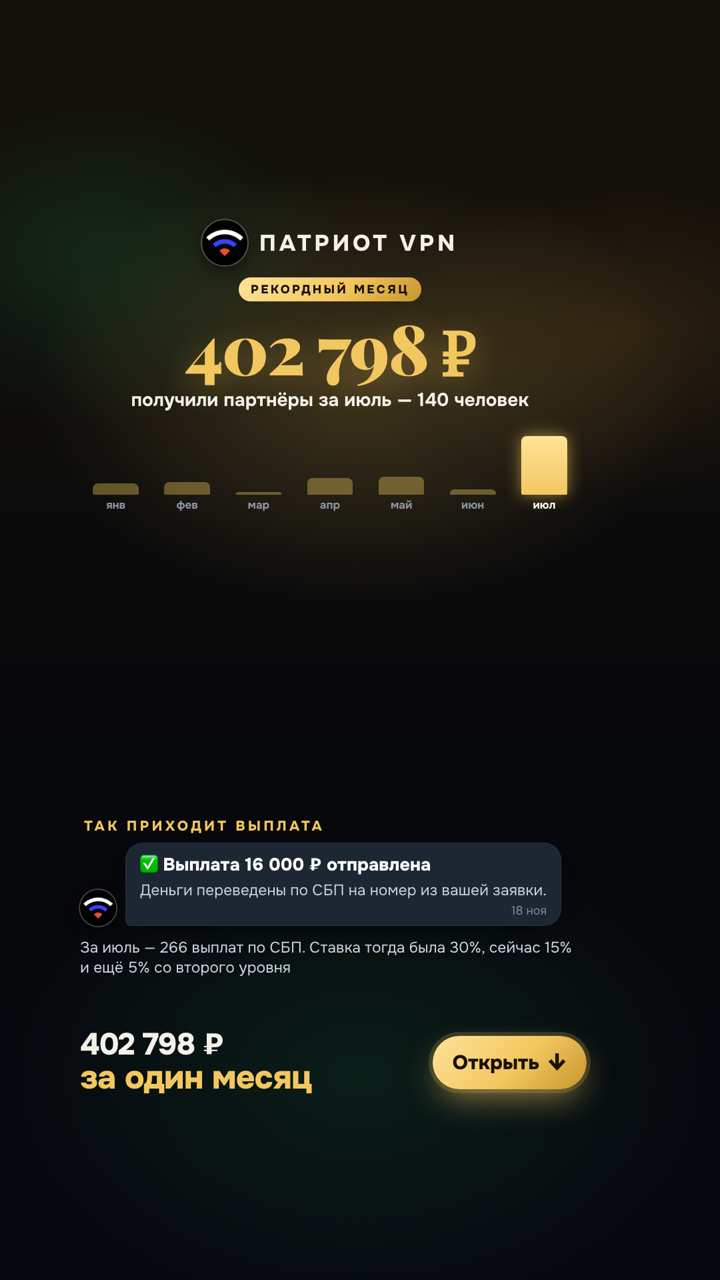 ПАТРИОТ VPN
РЕКОРДНЫЙ МЕСЯЦ
402 798 ₽
получили партнёры за июль — 140 человек
янв фев мар апр май июн июл
ТАК ПРИХОДИТ ВЫПЛАТА
✅ Выплата 16 000 ₽ отправлена
Деньги переведены по СБП на номер из вашей заявки.
18 ноя
За июль — 266 выплат по СБП. Ставка тогда была 30%, сейчас 15%
и ещё 5% со второго уровня
402 798 ₽
за один месяц
Открыть ↓